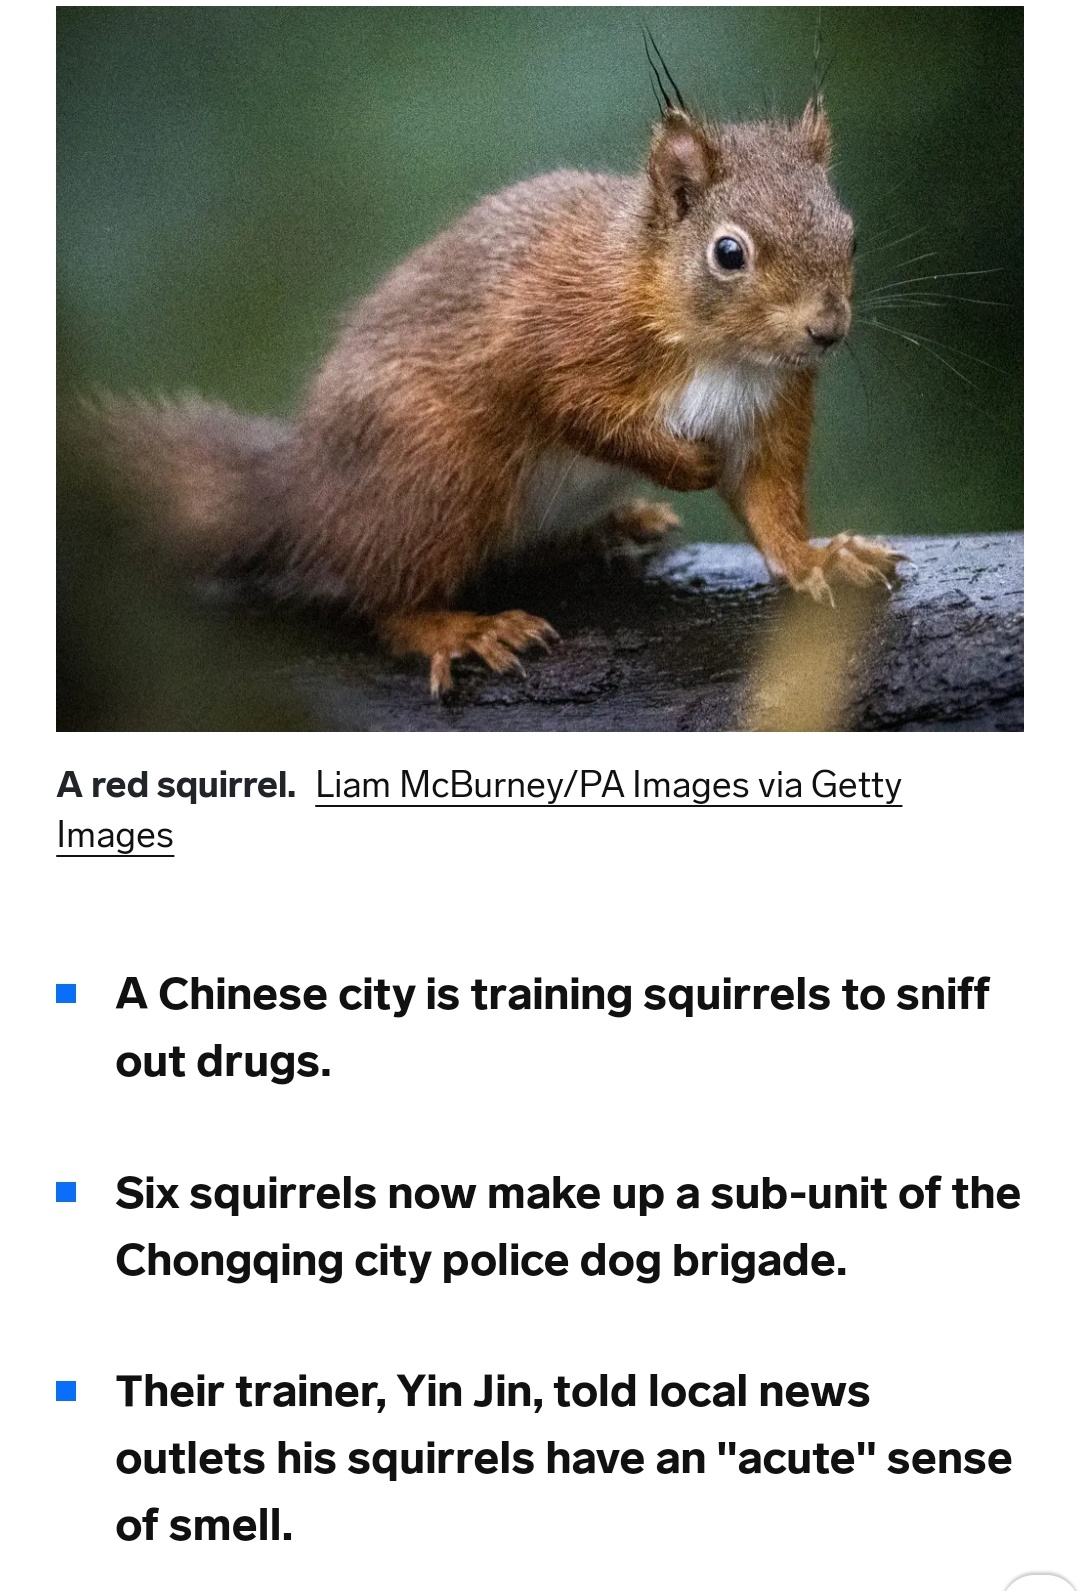 A red squirrel. Liam McBurney/PA Images via Getty
Images
A Chinese city is training squirrels to sniff
out drugs.
Six squirrels now make up a sub-unit of the
Chongqing city police dog brigade.
Their trainer, Yin Jin, told local news
outlets his squirrels have an "acute" sense
of smell.